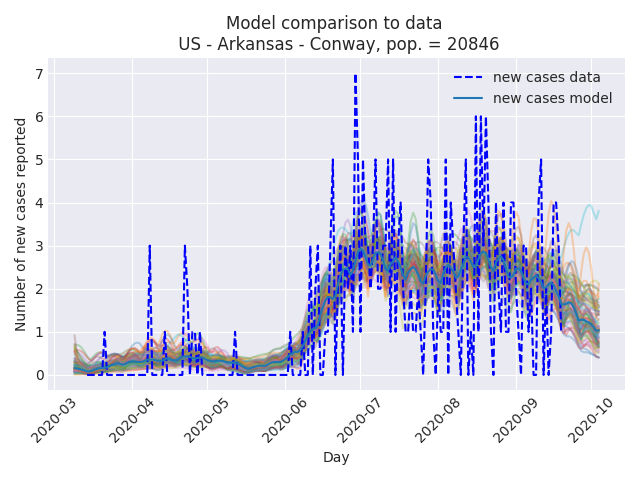 Model comparison to data
US - Arkansas - Conway, pop. = 20846
new cases data
new cases model
Number of new cases reported
7
6
5
4
3
2
1
0
2020-03
2020-04
2020-05
2020-06
2020-07
2020-08
2020-09
2020-10
Day